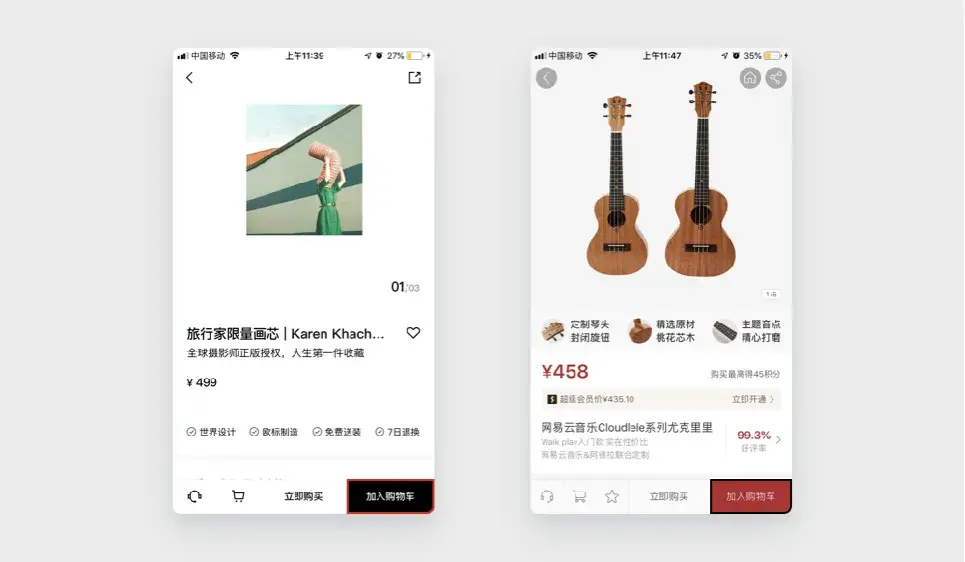 中国移动
上午11:39
27%
01/03
旅行家限量画芯 | Karen Khach...
全球摄影师正版授权，人生第一件收藏
¥ 499
世界设计
欧标制造
免费送装
7日退换
立即购买
加入购物车
中国移动
上午11:47
35%
1/5
定制琴头
封闭旋钮
精选原材
桃花芯木
主题音点
精心打磨
¥458
购买最高得45积分
超级会员价¥435.10
立即开通
网易云音乐Cloudlele系列尤克里里
Walk play入门款 实在性价比
网易云音乐&阿诺拉联合定制
99.3%
好评率
立即购买
加入购物车